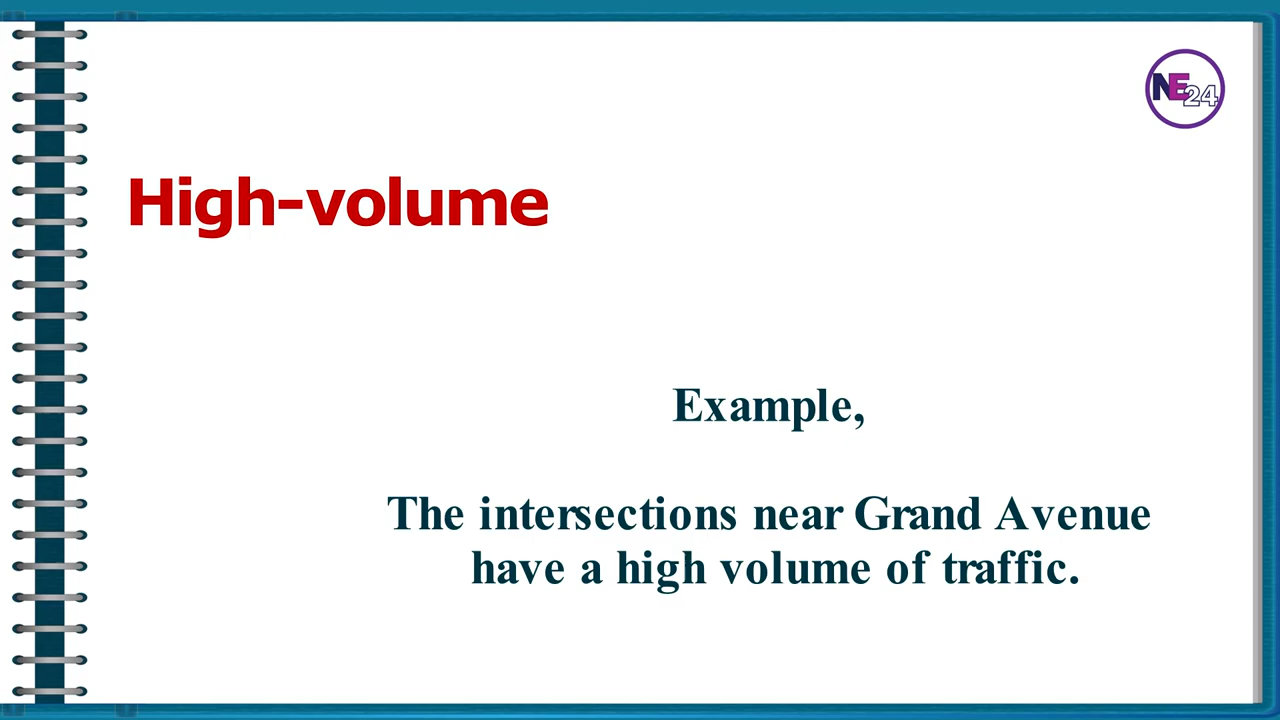 NE24
High-volume
Example,
The intersections near Grand Avenue
have a high volume of traffic.